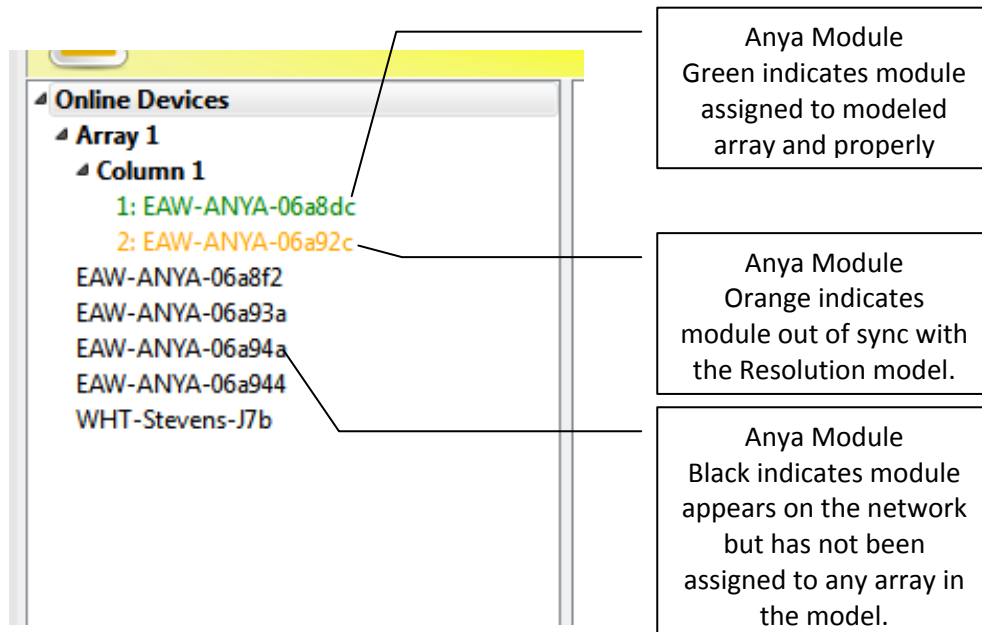 Online Devices
Array 1
Column 1
1: EAW-ANYA-06a8dc
2: EAW-ANYA-06a92c
EAW-ANYA-06a8f2
EAW-ANYA-06a93a
EAW-ANYA-06a94a
EAW-ANYA-06a944
WHT-Stevens-J7b
Anya Module
Green indicates module
assigned to modeled
array and properly
Anya Module
Orange indicates
module out of sync with
the Resolution model.
Anya Module
Black indicates module
appears on the network
but has not been
assigned to any array in
the model.